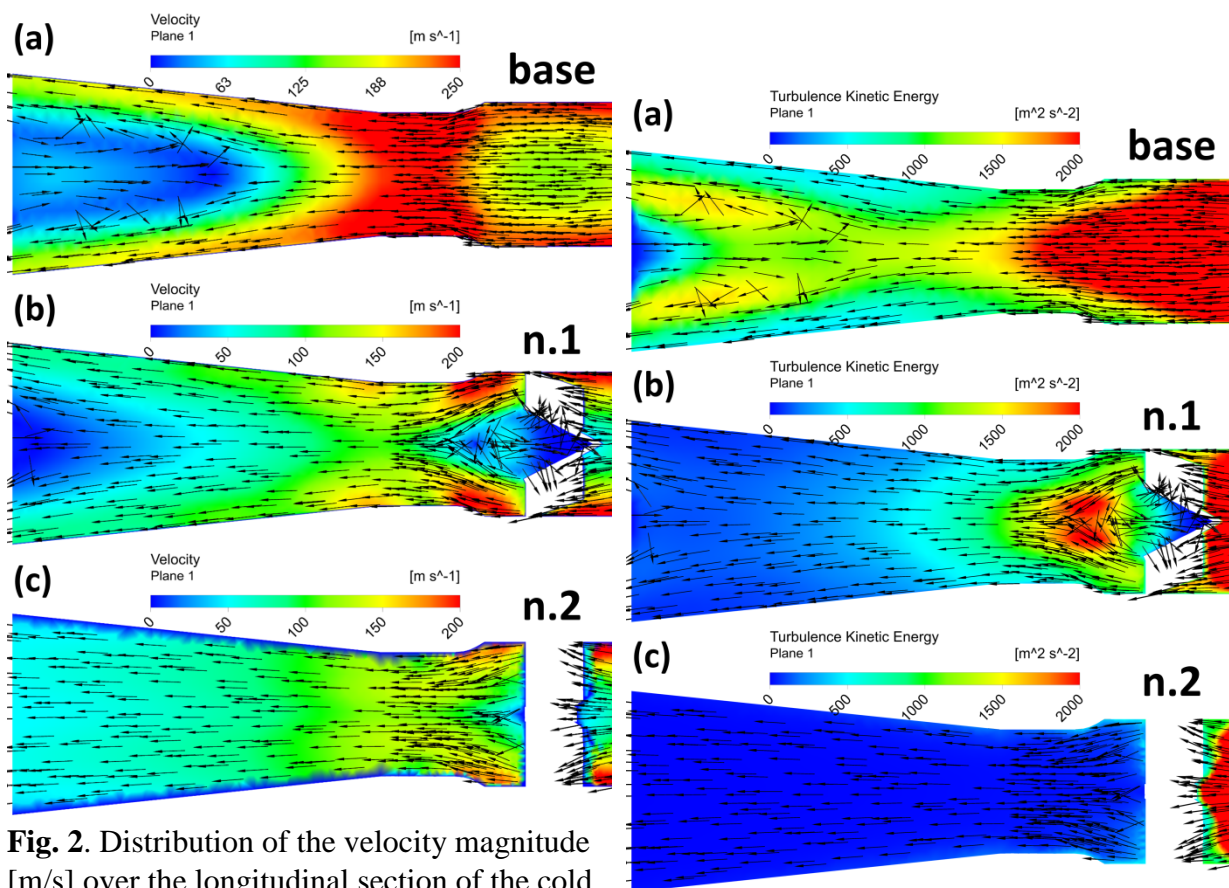 (a)
Velocity
Plane 1
[m s^-1]
0 63 125 188 250
base
(b)
Velocity
Plane 1
[m s^-1]
0 50 100 150 200
n.1
(c)
Velocity
Plane 1
[m s^-1]
0 50 100 150 200
n.2
Fig. 2. Distribution of the velocity magnitude
[m/s] over the longitudinal section of the cold
(a)
Turbulence Kinetic Energy
Plane 1
[m^2 s^-2]
0 500 1000 1500 2000
base
(b)
Turbulence Kinetic Energy
Plane 1
[m^2 s^-2]
0 500 1000 1500 2000
n.1
(c)
Turbulence Kinetic Energy
Plane 1
[m^2 s^-2]
0 500 1000 1500 2000
n.2